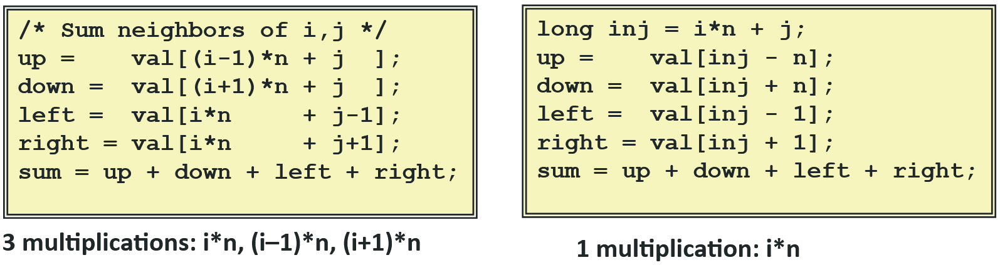 /* Sum neighbors of i,j */
up =    val[(i-1)*n + j  ];
down =  val[(i+1)*n + j  ];
left =  val[i*n     + j-1];
right = val[i*n     + j+1];
sum = up + down + left + right;
3 multiplications: i*n, (i–1)*n, (i+1)*n
long inj = i*n + j;
up =    val[inj - n];
down =  val[inj + n];
left =  val[inj - 1];
right = val[inj + 1];
sum = up + down + left + right;
1 multiplication: i*n